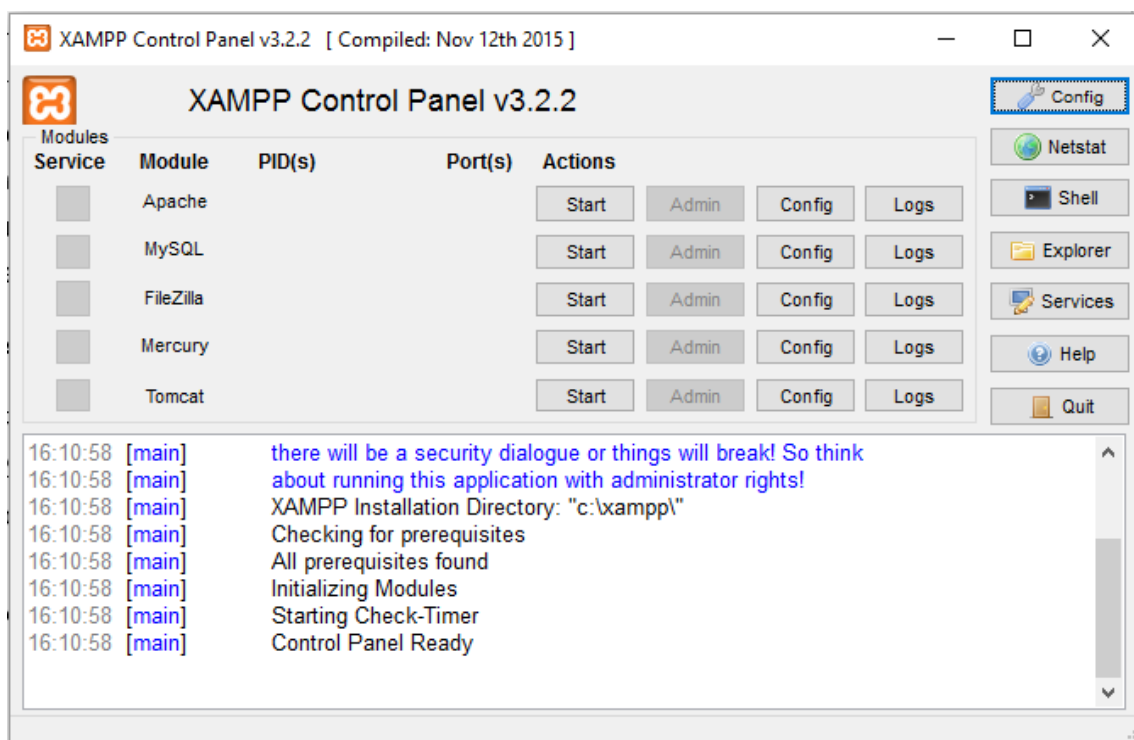 XAMPP Control Panel v3.2.2 [ Compiled: Nov 12th 2015 ]
XAMPP Control Panel v3.2.2
Config
Modules
Service Module PID(s) Port(s) Actions
Netstat
Apache Start Admin Config Logs
Shell
MySQL Start Admin Config Logs
Explorer
FileZilla Start Admin Config Logs
Services
Mercury Start Admin Config Logs
Help
Tomcat Start Admin Config Logs
Quit
16:10:58 [main] there will be a security dialogue or things will break! So think
16:10:58 [main] about running this application with administrator rights!
16:10:58 [main] XAMPP Installation Directory: "c:\xampp\"
16:10:58 [main] Checking for prerequisites
16:10:58 [main] All prerequisites found
16:10:58 [main] Initializing Modules
16:10:58 [main] Starting Check-Timer
16:10:58 [main] Control Panel Ready